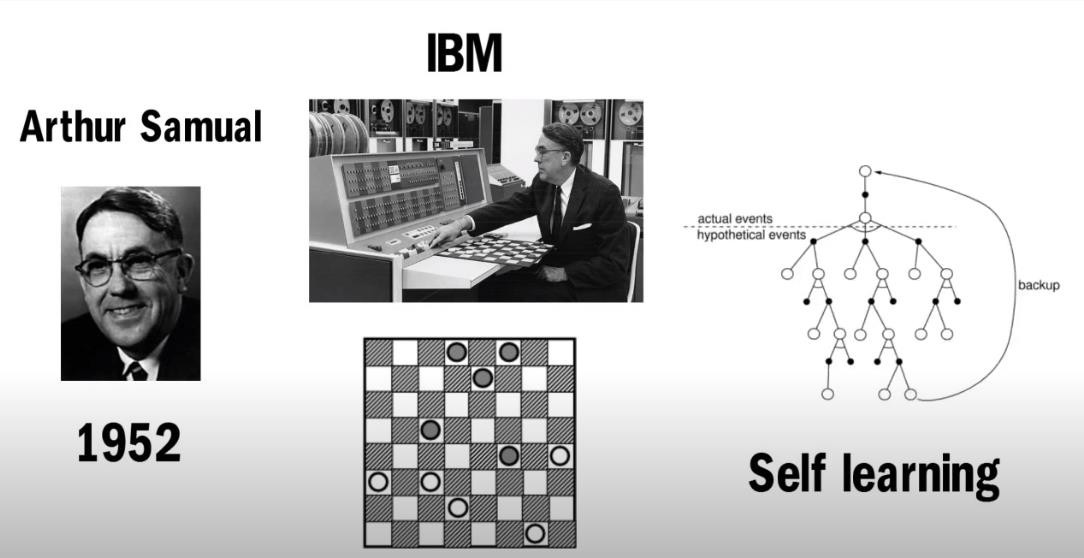 IBM
Arthur Samual
1952
actual events
hypothetical events
backup
Self learning